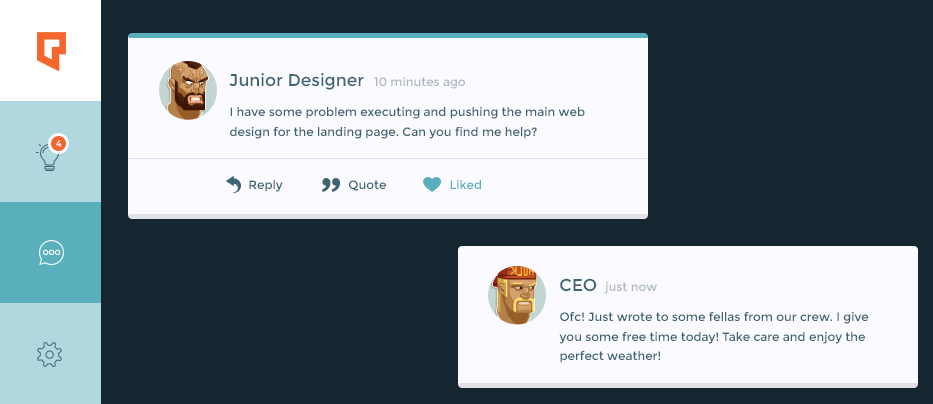 4
Junior Designer 10 minutes ago
I have some problem executing and pushing the main web
design for the landing page. Can you find me help?
Reply Quote Liked
CEO just now
Ofc! Just wrote to some fellas from our crew. I give
you some free time today! Take care and enjoy the
perfect weather!